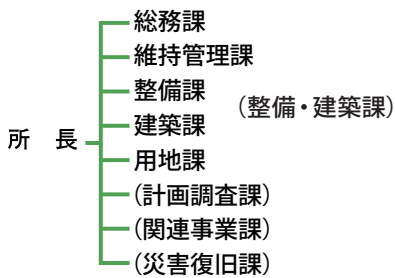 総務課
維持管理課
整備課
(整備・建築課)
建築課
所　長
用地課
(計画調査課)
(関連事業課)
(災害復旧課)